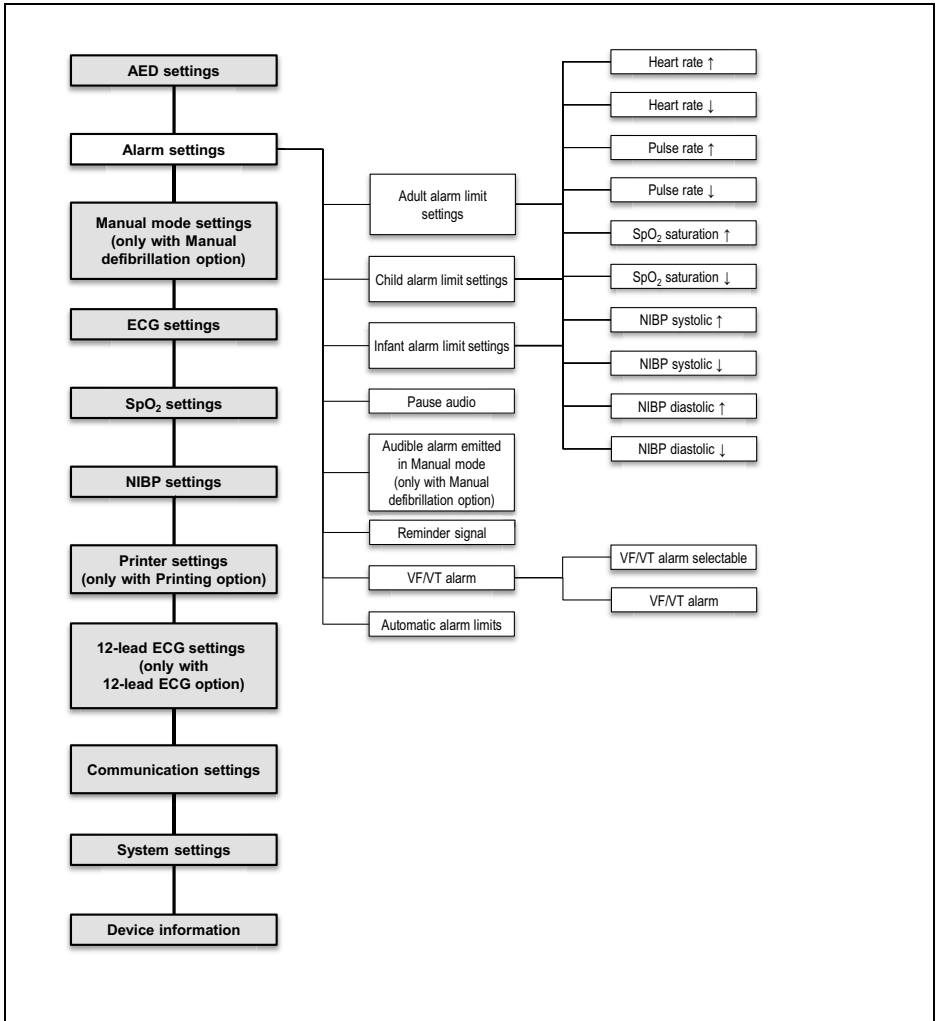 AED settings
Alarm settings
Manual mode settings
(only with Manual
defibrillation option)
ECG settings
SpO₂ settings
NIBP settings
Printer settings
(only with Printing option)
12-lead ECG settings
(only with
12-lead ECG option)
Communication settings
System settings
Device information
Adult alarm limit
settings
Child alarm limit settings
Infant alarm limit settings
Pause audio
Audible alarm emitted
in Manual mode
(only with Manual
defibrillation option)
Reminder signal
VF/VT alarm
Automatic alarm limits
Heart rate ↑
Heart rate ↓
Pulse rate ↑
Pulse rate ↓
SpO₂ saturation ↑
SpO₂ saturation ↓
NIBP systolic ↑
NIBP systolic ↓
NIBP diastolic ↑
NIBP diastolic ↓
VF/VT alarm selectable
VF/VT alarm